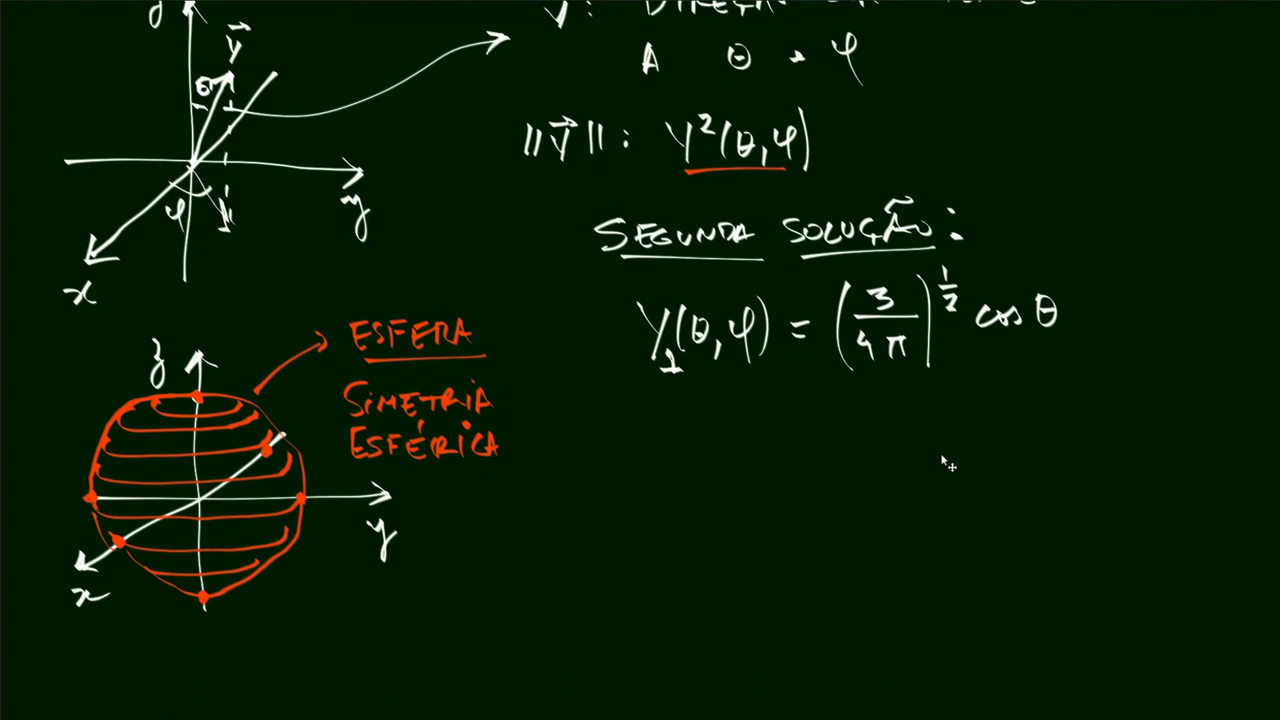 A θ e φ
‖Y⃗‖ : Y²(θ,φ)
SEGUNDA SOLUÇÃO:
Y₁(θ,φ) = (3/4π)^1/2 cos θ
Y⃗
θ
φ
y
x
ESFERA
SIMETRIA
ESFÉRICA
z
y
x